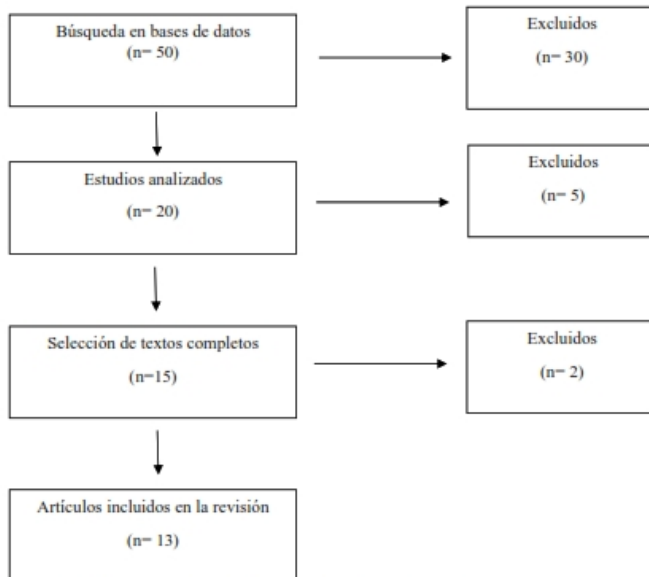 Búsqueda en bases de datos
(n= 50)
Excluidos
(n= 30)
Estudios analizados
(n= 20)
Excluidos
(n= 5)
Selección de textos completos
(n=15)
Excluidos
(n= 2)
Artículos incluidos en la revisión
(n= 13)